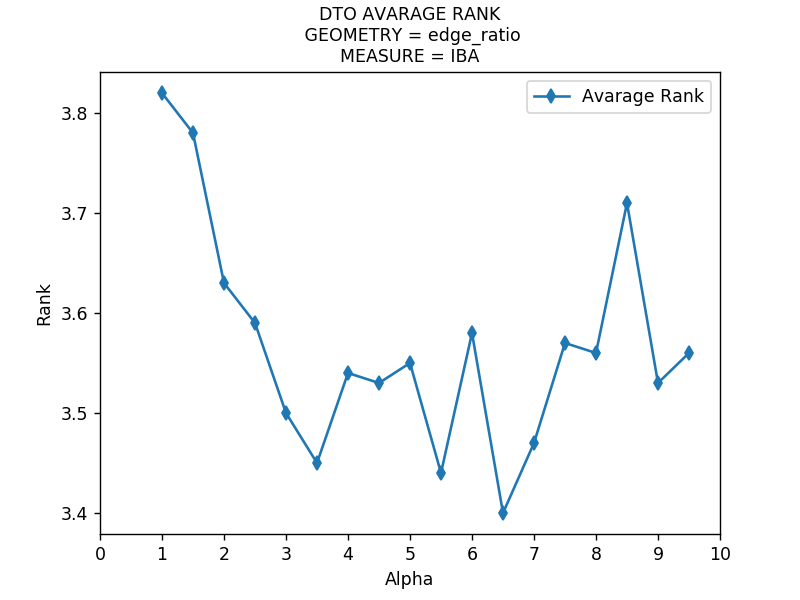 DTO AVARAGE RANK
GEOMETRY = edge_ratio
MEASURE = IBA
Avarage Rank
3.8
3.7
3.6
3.5
3.4
Rank
0 1 2 3 4 5 6 7 8 9 10
Alpha